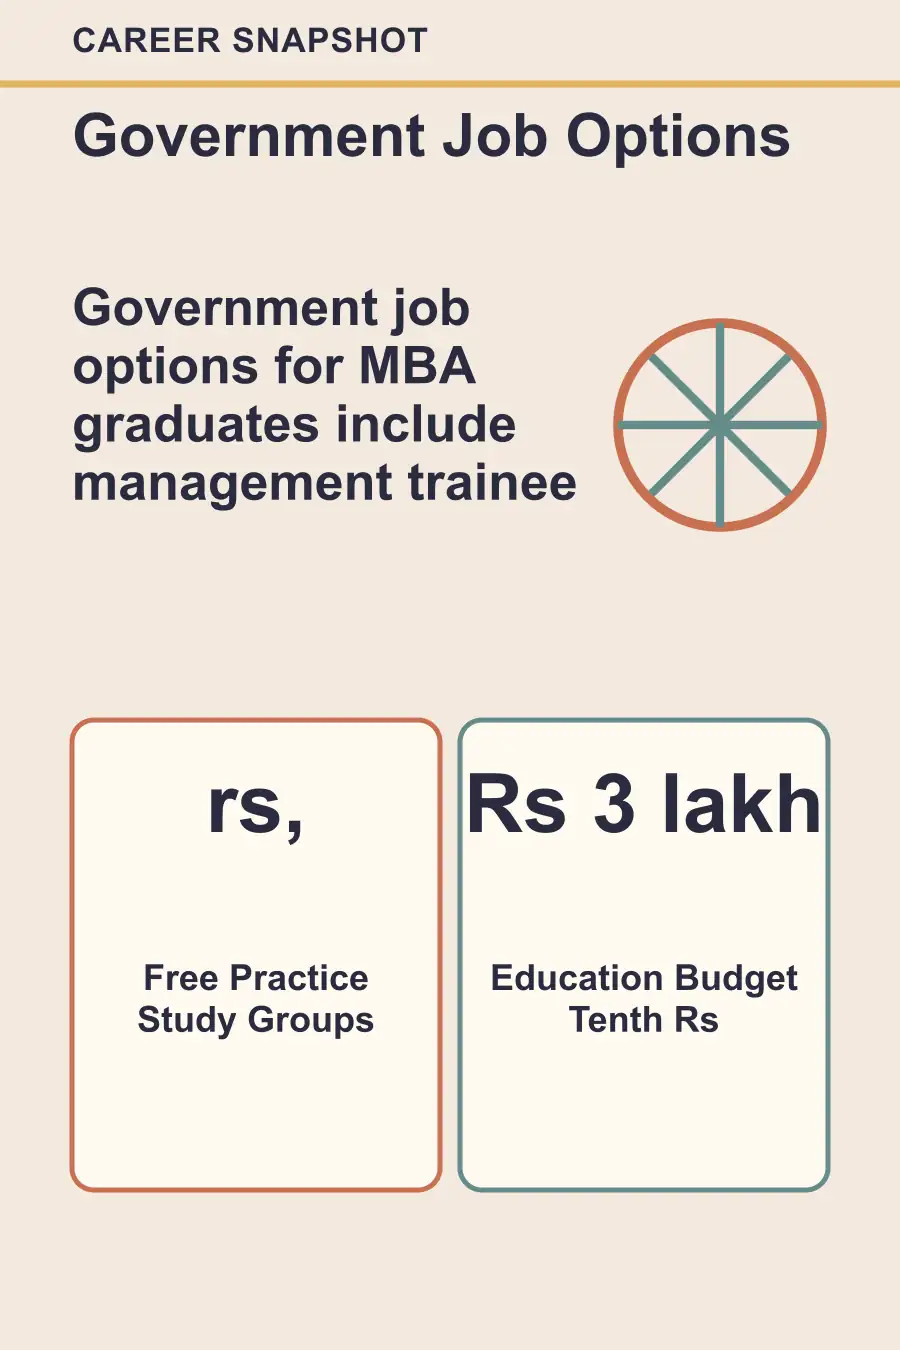 CAREER SNAPSHOT
Government Job Options
Government job
options for MBA
graduates include
management trainee
rs,
Free Practice
Study Groups
Rs 3 lakh
Education Budget
Tenth Rs